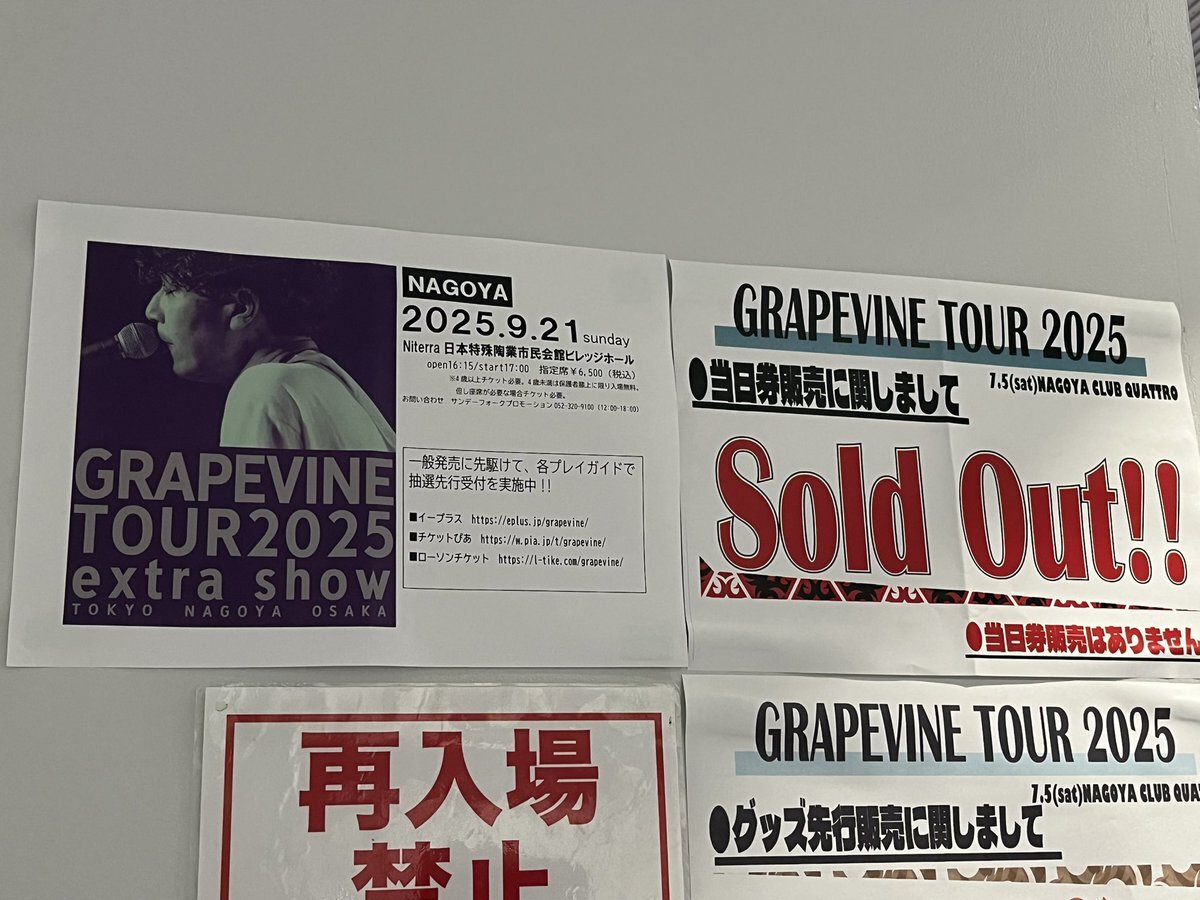 GRAPEVINE
TOUR2025
extra show
TOKYO NAGOYA OSAKA
NAGOYA
2025.9.21 sunday
Niterra 日本特殊陶業市民会館ビレッジホール
open16:15/start17:00 指定席￥6,500（税込）
※4歳以上チケット必要。4歳未満は保護者膝上に限り入場無料、
但し座席が必要な場合チケット必要。
お問い合わせ サンデーフォークプロモーション 052-320-9100（12:00-18:00）
一般発売に先駆けて、各プレイガイドで
抽選先行受付を実施中!!
■イープラス https://eplus.jp/grapevine/
■チケットぴあ https://w.pia.jp/t/grapevine/
■ローソンチケット https://l-tike.com/grapevine/
GRAPEVINE TOUR 2025
7.5(sat)NAGOYA CLUB QUATTRO
●当日券販売に関しまして
Sold Out!!
●当日券販売はありません
再入場
禁止
GRAPEVINE TOUR 2025
7.5(sat)NAGOYA CLUB QUA
●グッズ先行販売に関しまして